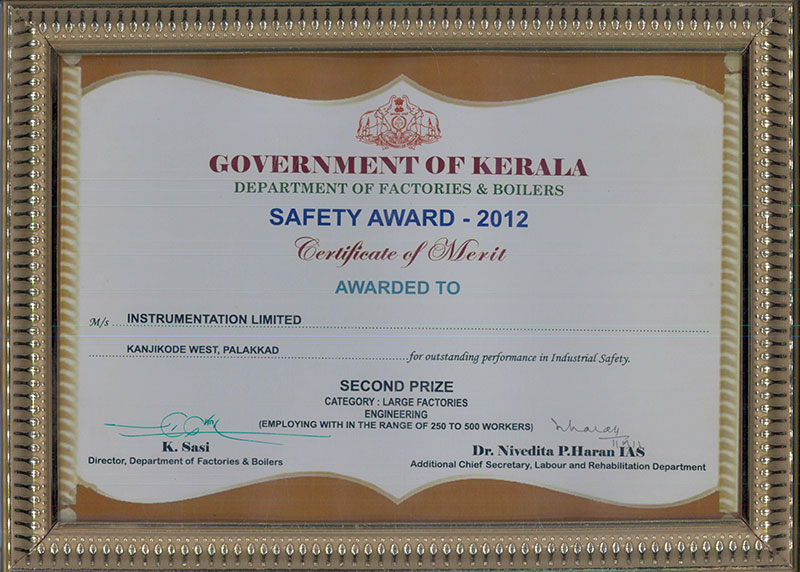 GOVERNMENT OF KERALA
DEPARTMENT OF FACTORIES & BOILERS
SAFETY AWARD - 2012
Certificate of Merit
AWARDED TO
M/s INSTRUMENTATION LIMITED
KANJIKODE WEST, PALAKKAD for outstanding performance in Industrial Safety.
SECOND PRIZE
CATEGORY : LARGE FACTORIES
ENGINEERING
(EMPLOYING WITH IN THE RANGE OF 250 TO 500 WORKERS)
K. Sasi
Director, Department of Factories & Boilers
Dr. Nivedita P.Haran IAS
Additional Chief Secretary, Labour and Rehabilitation Department